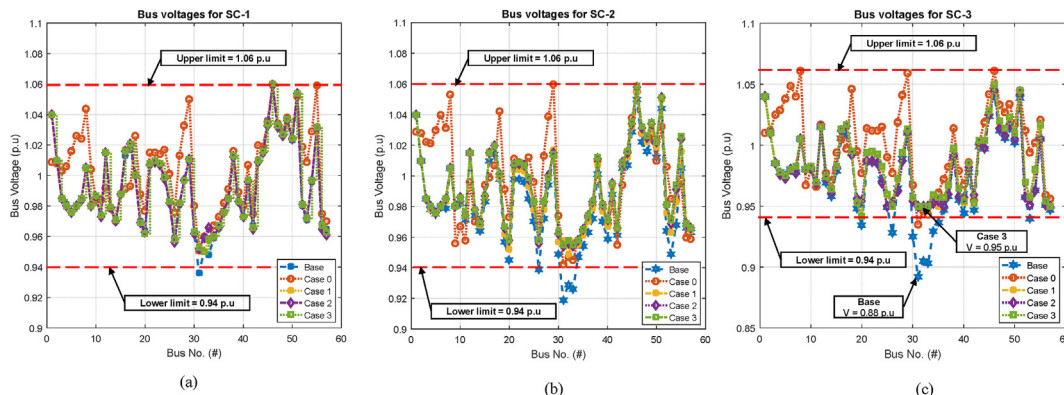 Bus voltages for SC-1
1.1
1.08
1.06
1.04
1.02
1
0.98
0.96
0.94
0.92
0.9
Bus Voltage (p.u)
Upper limit = 1.06 p.u
Lower limit = 0.94 p.u
Base
Case 0
Case 1
Case 2
Case 3
0 10 20 30 40 50 60
Bus No. (#)
(a)
Bus voltages for SC-2
1.1
1.08
1.06
1.04
1.02
1
0.98
0.96
0.94
0.92
0.9
Bus Voltage (p.u)
Upper limit = 1.06 p.u
Lower limit = 0.94 p.u
Base
Case 0
Case 1
Case 2
Case 3
0 10 20 30 40 50 60
Bus No. (#)
(b)
Bus voltages for SC-3
1.1
1.05
1
0.95
0.9
0.85
Bus Voltage (p.u)
Upper limit = 1.06 p.u
Case 3
V = 0.95 p.u
Lower limit = 0.94 p.u
Base
V = 0.88 p.u
Base
Case 0
Case 1
Case 2
Case 3
0 10 20 30 40 50 60
Bus No. (#)
(c)